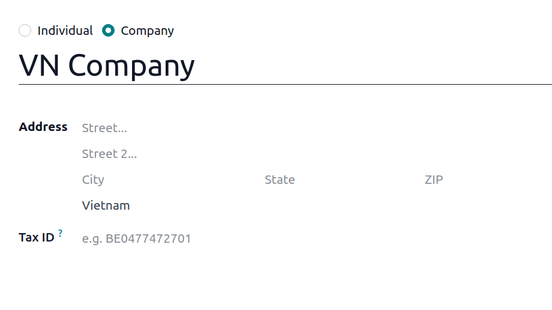 Individual Company
VN Company
Address Street...
Street 2...
City State ZIP
Vietnam
Tax ID ? e.g. BE0477472701